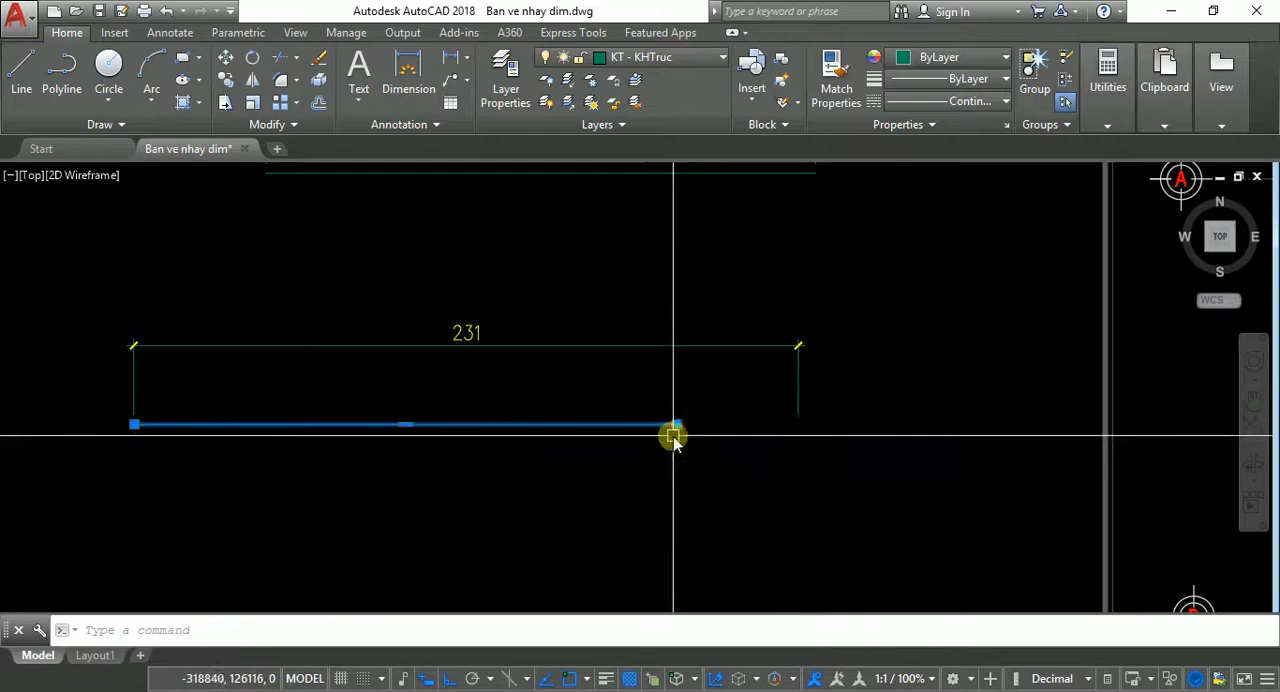 Autodesk AutoCAD 2018 Ban ve nhay dim.dwg
Type a keyword or phrase
Sign In
Home Insert Annotate Parametric View Manage Output Add-ins A360 Express Tools Featured Apps
Line
Polyline
Circle
Arc
Text
Dimension
Layer
Properties
KT - KHTruc
Insert
Match
Properties
ByLayer
ByLayer
Contin...
Group
Utilities
Clipboard
View
Draw Modify Annotation Layers Block Properties Groups
Start
Ban ve nhay dim*
[−][Top][2D Wireframe]
A
N
W
TOP
E
S
WCS
231
Type a command
Model
Layout1
-318840, 126116, 0
MODEL
1:1 / 100%
Decimal